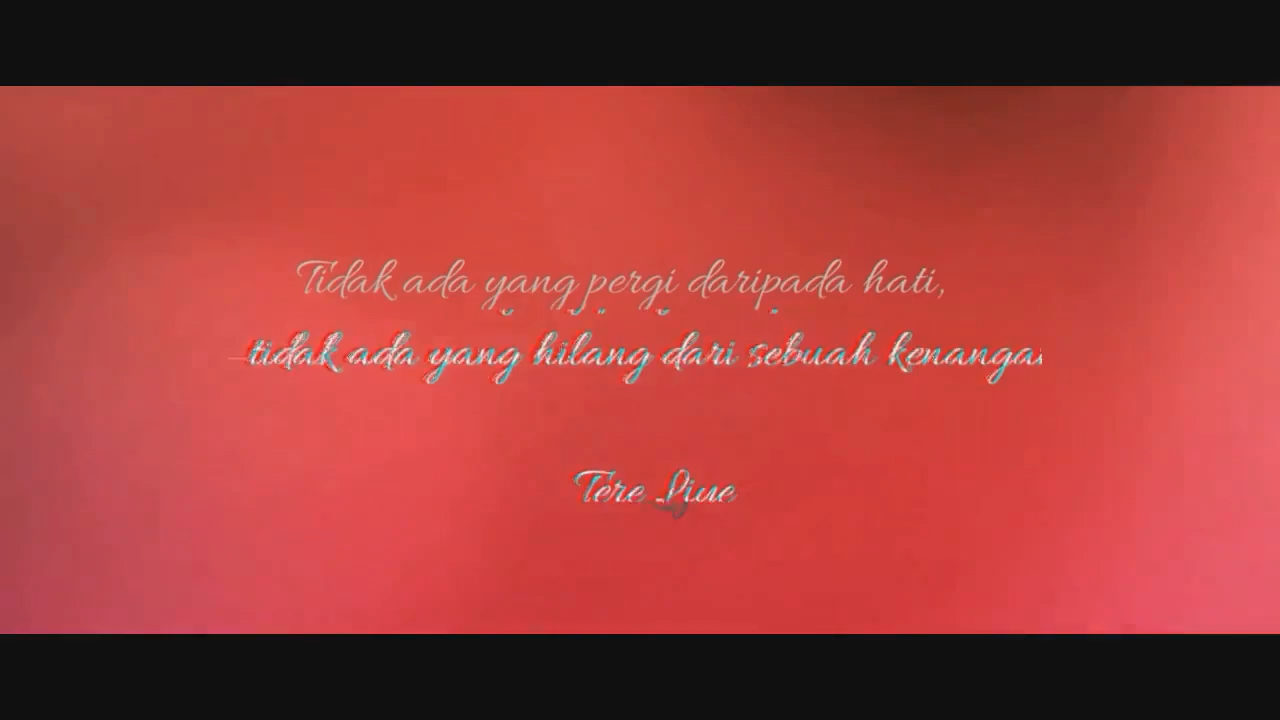 Tidak ada yang pergi daripada hati,
tidak ada yang hilang dari sebuah kenanga
Tere Liye